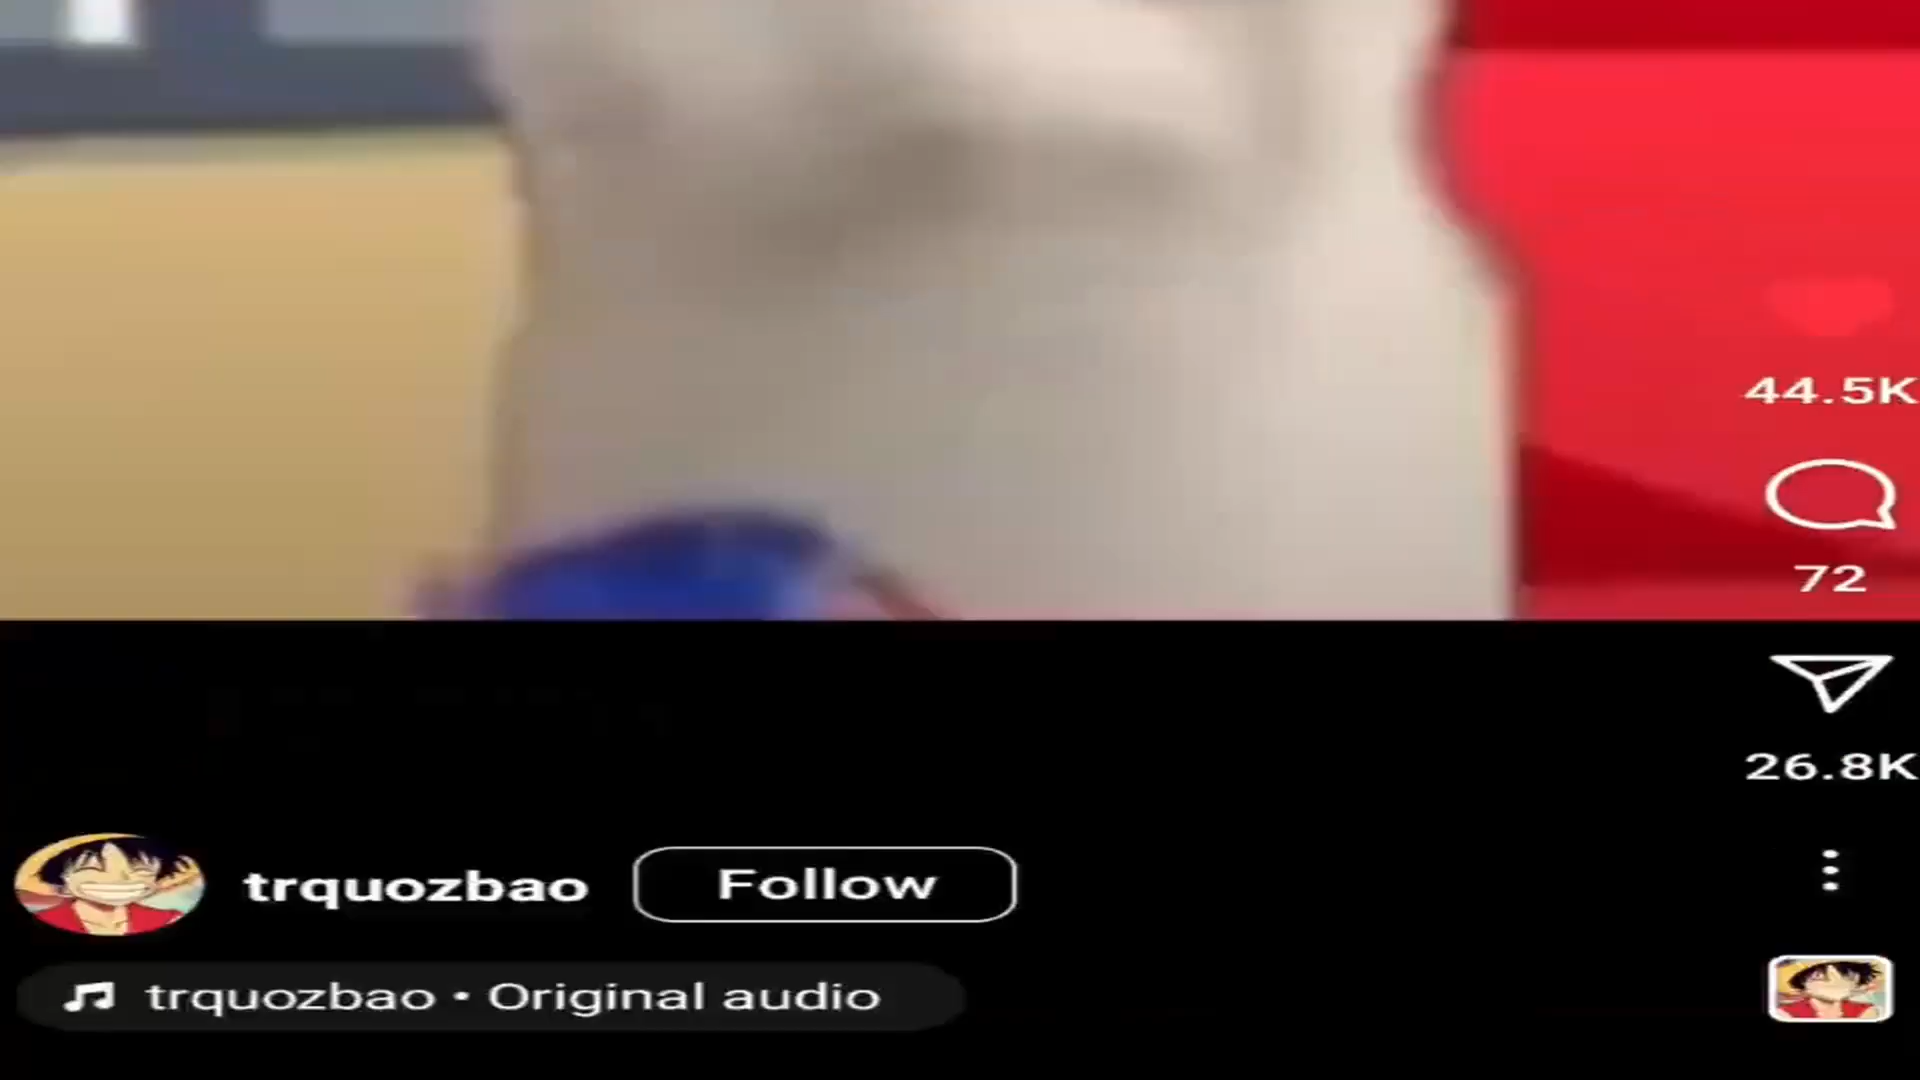 44.5K
72
26.8K
trquozbao
Follow
trquozbao • Original audio